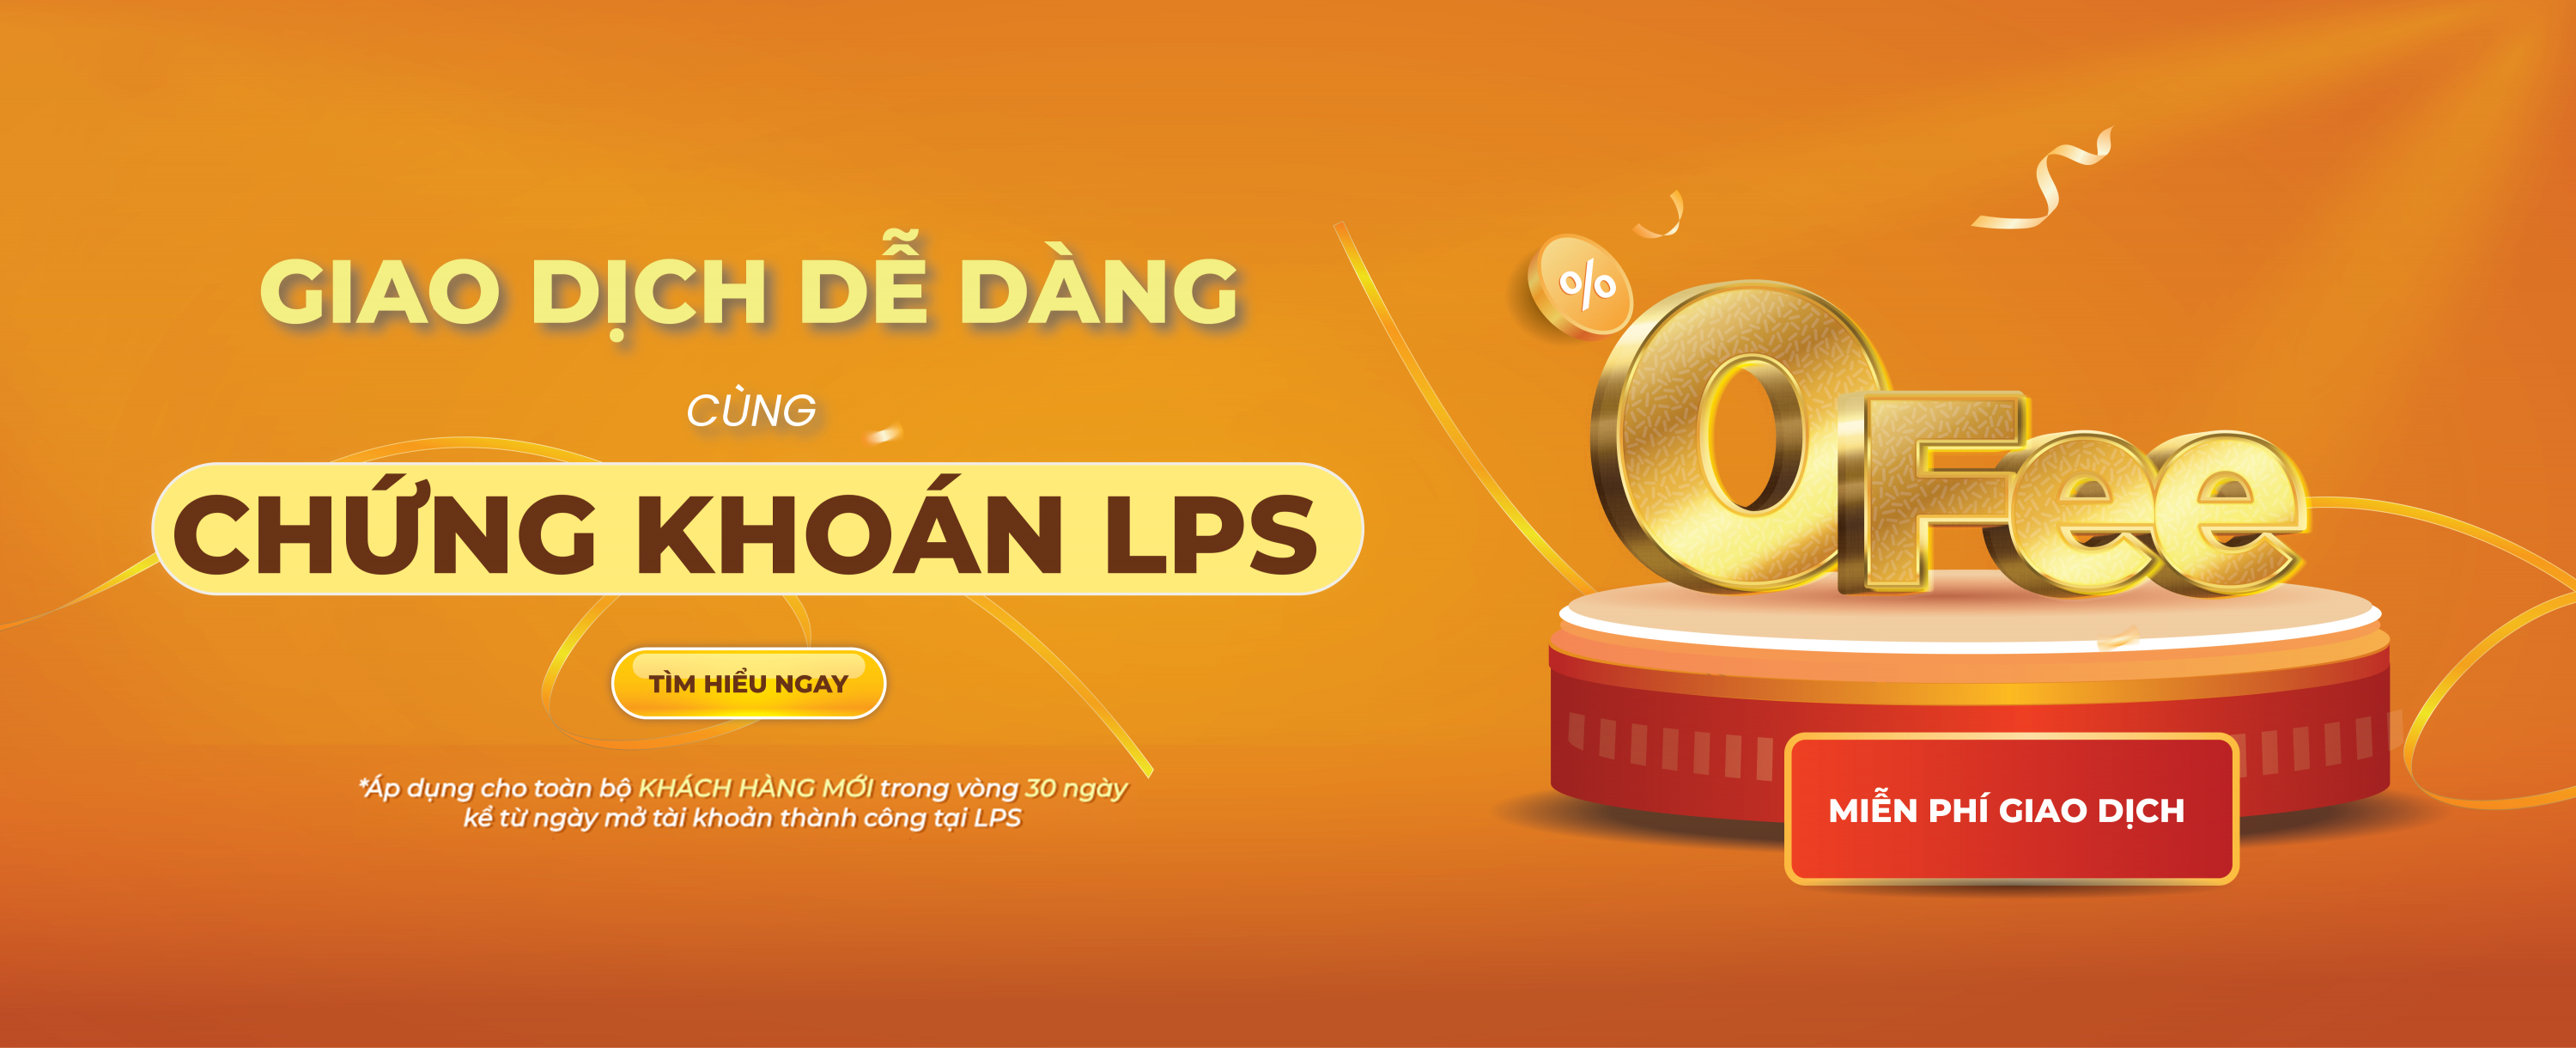 GIAO DỊCH DỄ DÀNG
CÙNG
CHỨNG KHOÁN LPS
TÌM HIỂU NGAY
*Áp dụng cho toàn bộ KHÁCH HÀNG MỚI trong vòng 30 ngày
kể từ ngày mở tài khoản thành công tại LPS
%
0Fee
MIỄN PHÍ GIAO DỊCH